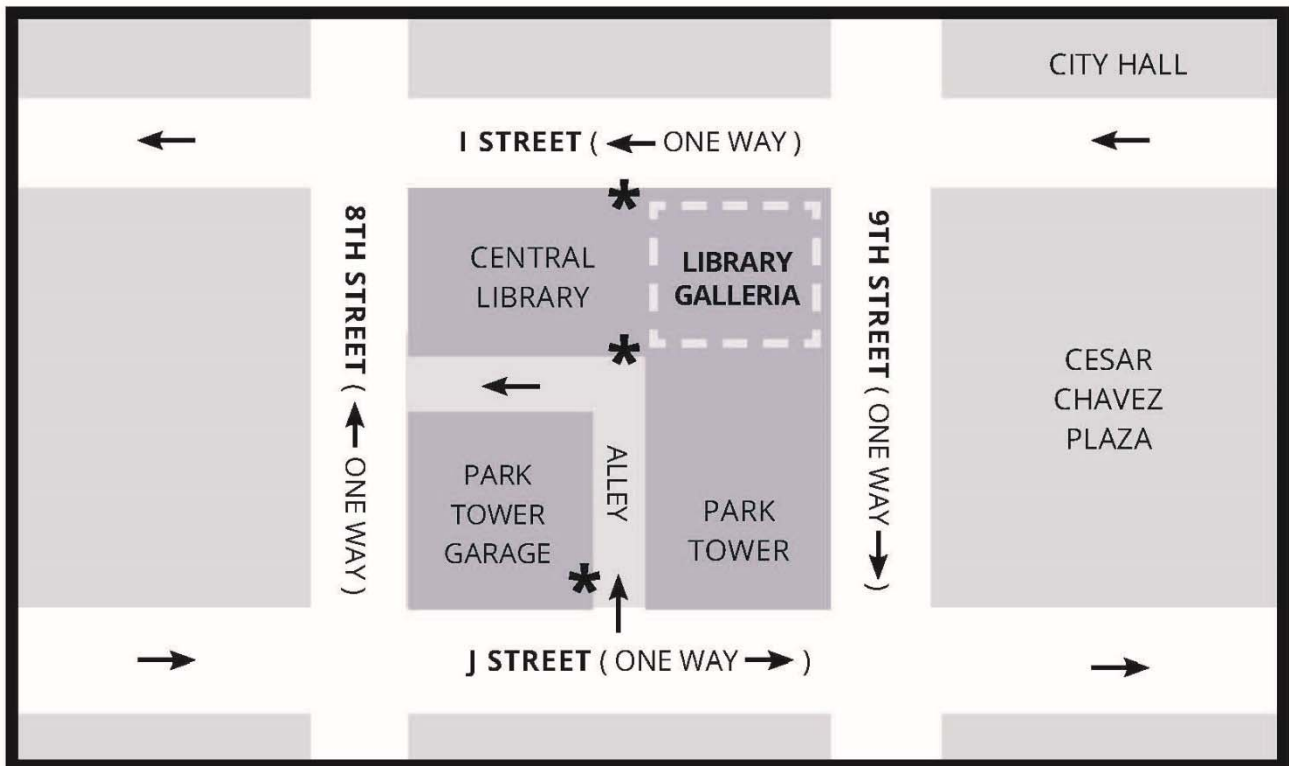 CITY HALL
I STREET ( ← ONE WAY )
8TH STREET ( ← ONE WAY )
CENTRAL
LIBRARY
LIBRARY
GALLERIA
9TH STREET ( ONE WAY → )
CESAR
CHAVEZ
PLAZA
PARK
TOWER
GARAGE
ALLEY
PARK
TOWER
J STREET ( ONE WAY → )